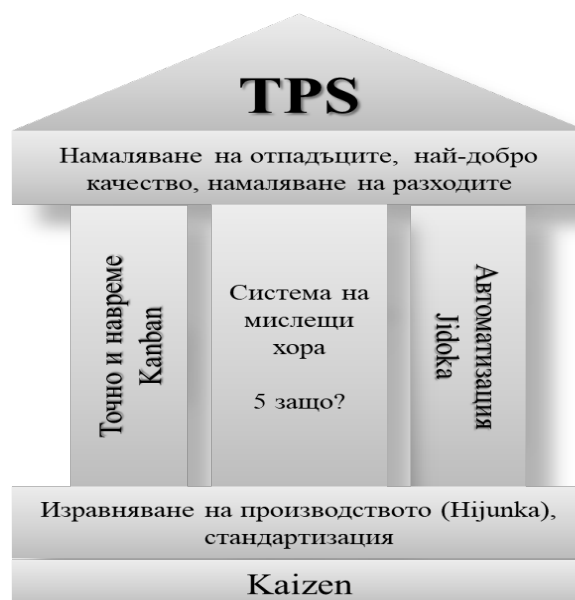 TPS
Намаляване на отпадъците, най-добро
качество, намаляване на разходите
Точно и навреме
Kanban
Система на
мислещи
хора
5 защо?
Автоматизация
Jidoka
Изравняване на производството (Hijunka),
стандартизация
Kaizen